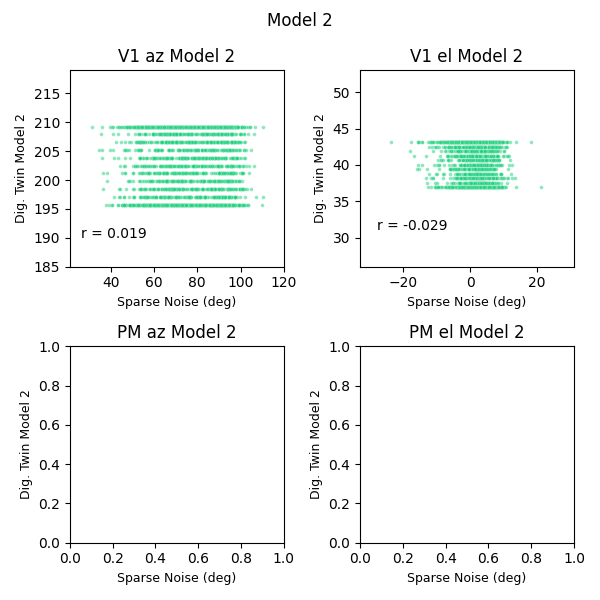 Model 2
V1 az Model 2
Dig. Twin Model 2
215
210
205
200
195
190
185
r = 0.019
40
60
80
100
120
Sparse Noise (deg)
V1 el Model 2
Dig. Twin Model 2
50
45
40
35
30
r = -0.029
−20
0
20
Sparse Noise (deg)
PM az Model 2
Dig. Twin Model 2
1.0
0.8
0.6
0.4
0.2
0.0
0.0
0.2
0.4
0.6
0.8
1.0
Sparse Noise (deg)
PM el Model 2
Dig. Twin Model 2
1.0
0.8
0.6
0.4
0.2
0.0
0.0
0.2
0.4
0.6
0.8
1.0
Sparse Noise (deg)